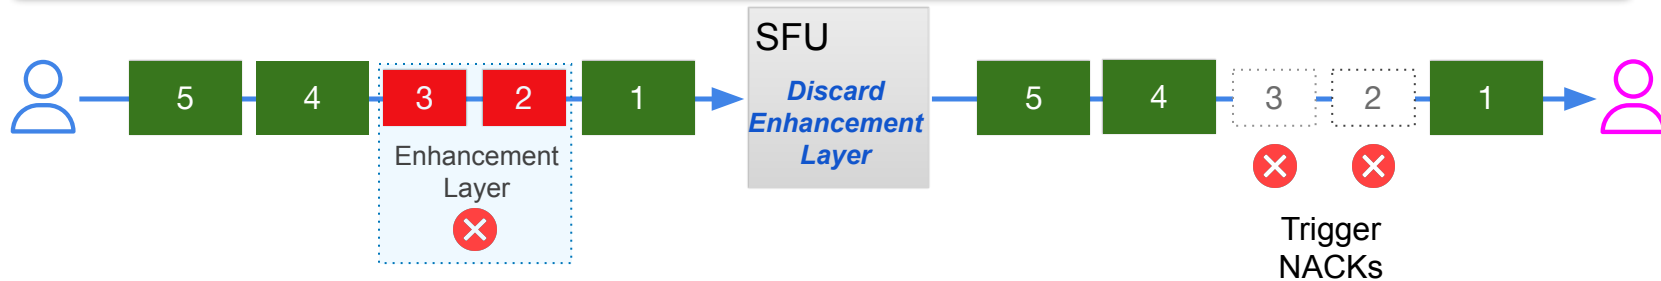 SFU
5 4 3 2 1
Discard
Enhancement
Layer
5 4 3 2 1
Enhancement
Layer
Trigger
NACKs